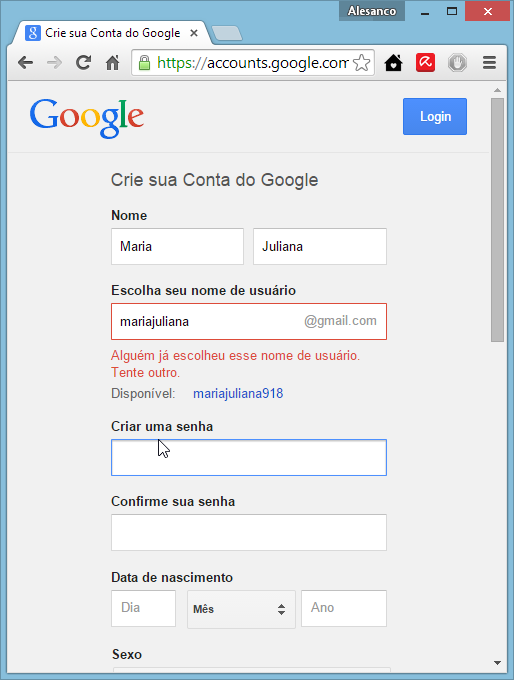 Alesanco
Crie sua Conta do Google
https://accounts.google.com
Google
Login
Crie sua Conta do Google
Nome
Maria Juliana
Escolha seu nome de usuário
mariajuliana @gmail.com
Alguém já escolheu esse nome de usuário.
Tente outro.
Disponível: mariajuliana918
Criar uma senha
Confirme sua senha
Data de nascimento
Dia Mês Ano
Sexo